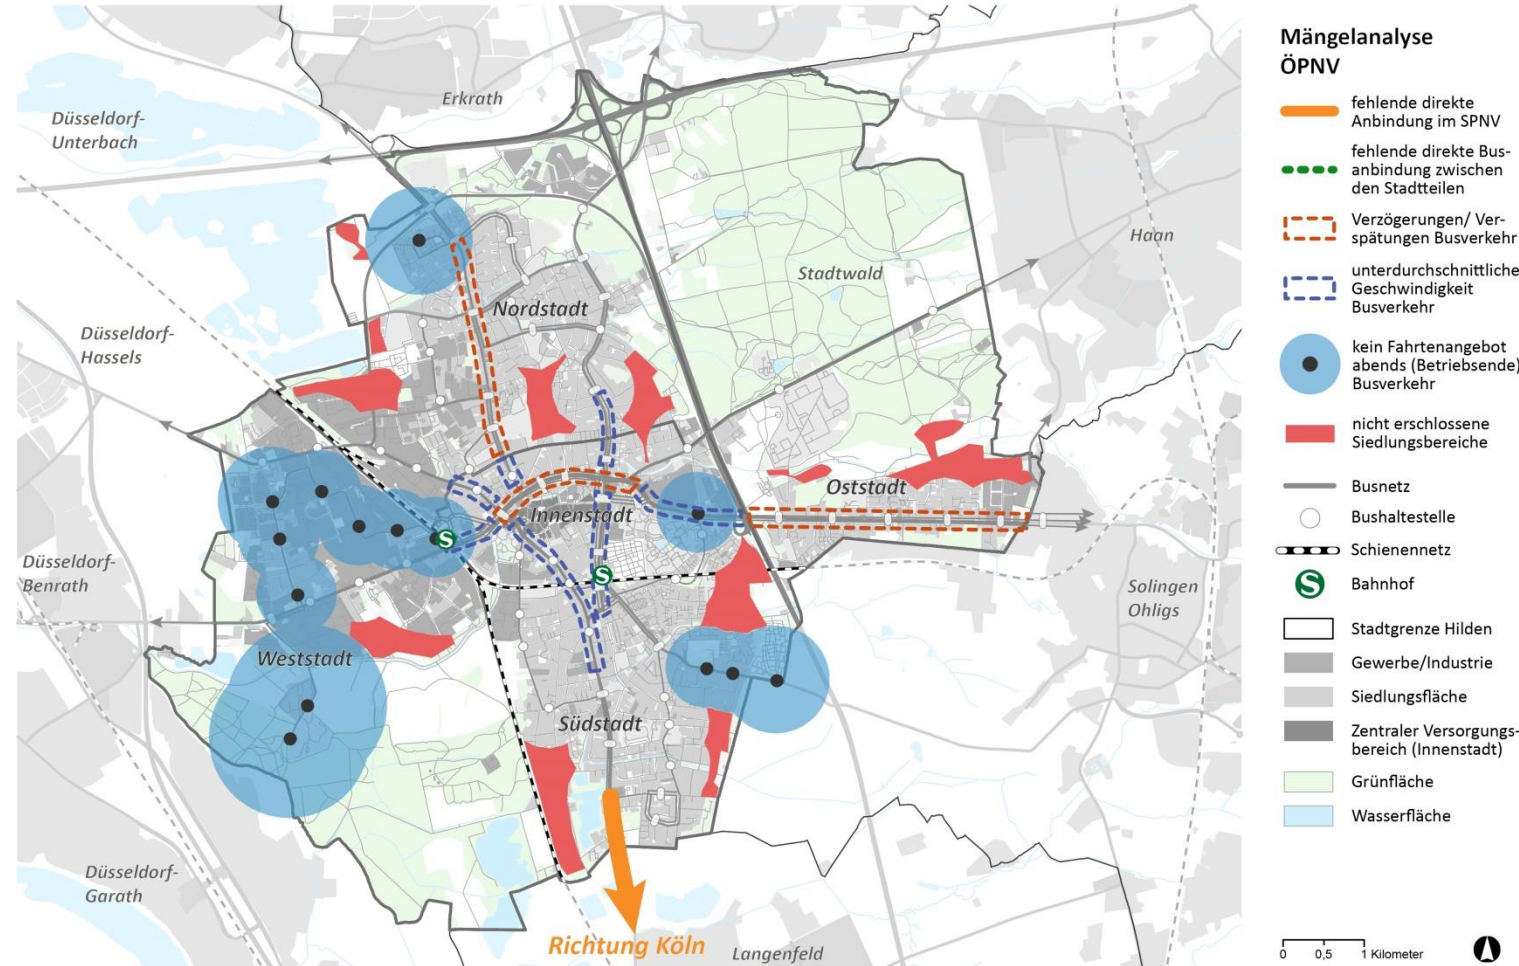 Mängelanalyse
ÖPNV
fehlende direkte
Anbindung im SPNV
fehlende direkte Bus-
anbindung zwischen
den Stadtteilen
Verzögerungen/ Ver-
spätungen Busverkehr
unterdurchschnittliche
Geschwindigkeit
Busverkehr
kein Fahrtenangebot
abends (Betriebsende)
Busverkehr
nicht erschlossene
Siedlungsbereiche
Busnetz
Bushaltestelle
Schienennetz
S
Bahnhof
Stadtgrenze Hilden
Gewerbe/Industrie
Siedlungsfläche
Zentraler Versorgungs-
bereich (Innenstadt)
Grünfläche
Wasserfläche
0 0,5 1 Kilometer
Erkrath
Düsseldorf-
Unterbach
Haan
Stadtwald
Nordstadt
Düsseldorf-
Hassels
Oststadt
Innenstadt
S
S
Düsseldorf-
Benrath
Solingen
Ohligs
Weststadt
Südstadt
Düsseldorf-
Garath
Richtung Köln
Langenfeld